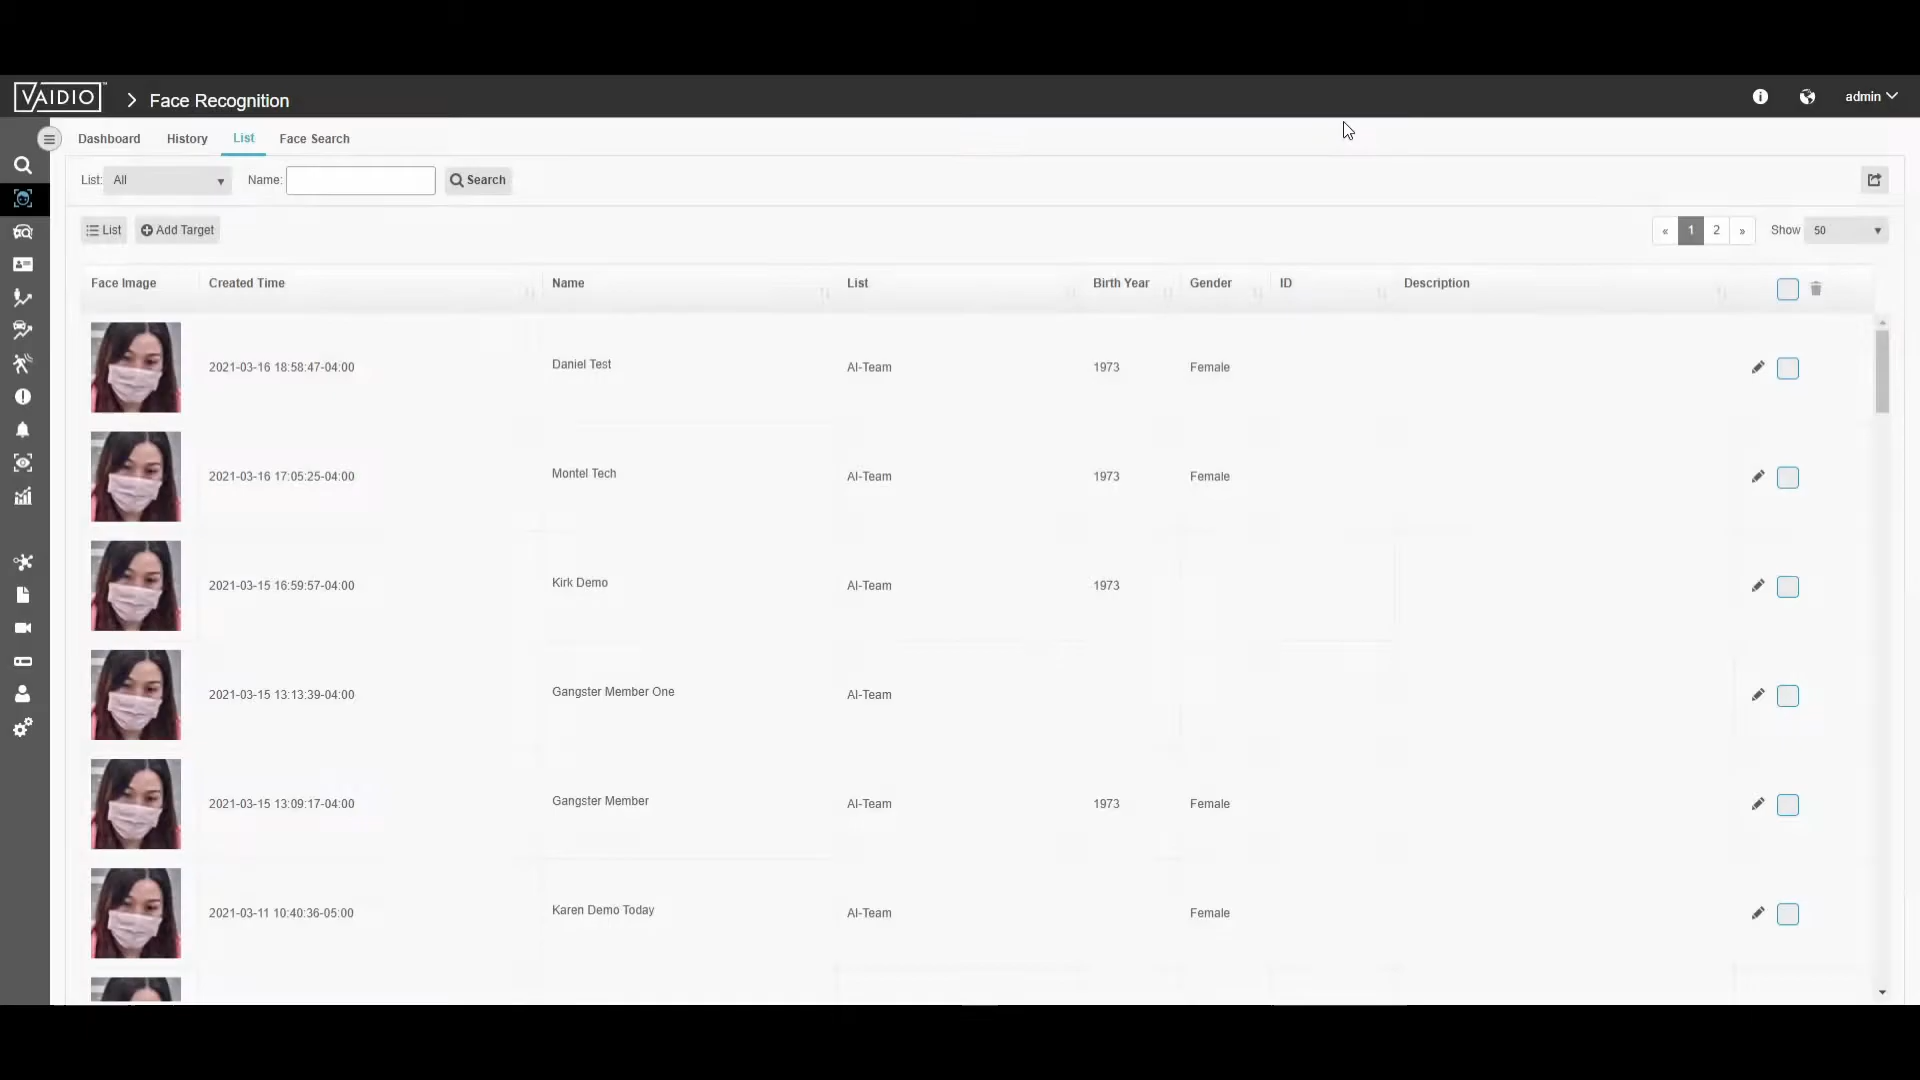 VAIDIO™ > Face Recognition
admin
Dashboard History List Face Search
List: All Name: Search
List Add Target « 1 2 » Show 50
Face Image Created Time Name List Birth Year Gender ID Description
2021-03-16 18:58:47-04:00 Daniel Test AI-Team 1973 Female
2021-03-16 17:05:25-04:00 Montel Tech AI-Team 1973 Female
2021-03-15 16:59:57-04:00 Kirk Demo AI-Team 1973
2021-03-15 13:13:39-04:00 Gangster Member One AI-Team
2021-03-15 13:09:17-04:00 Gangster Member AI-Team 1973 Female
2021-03-11 10:40:36-05:00 Karen Demo Today AI-Team Female